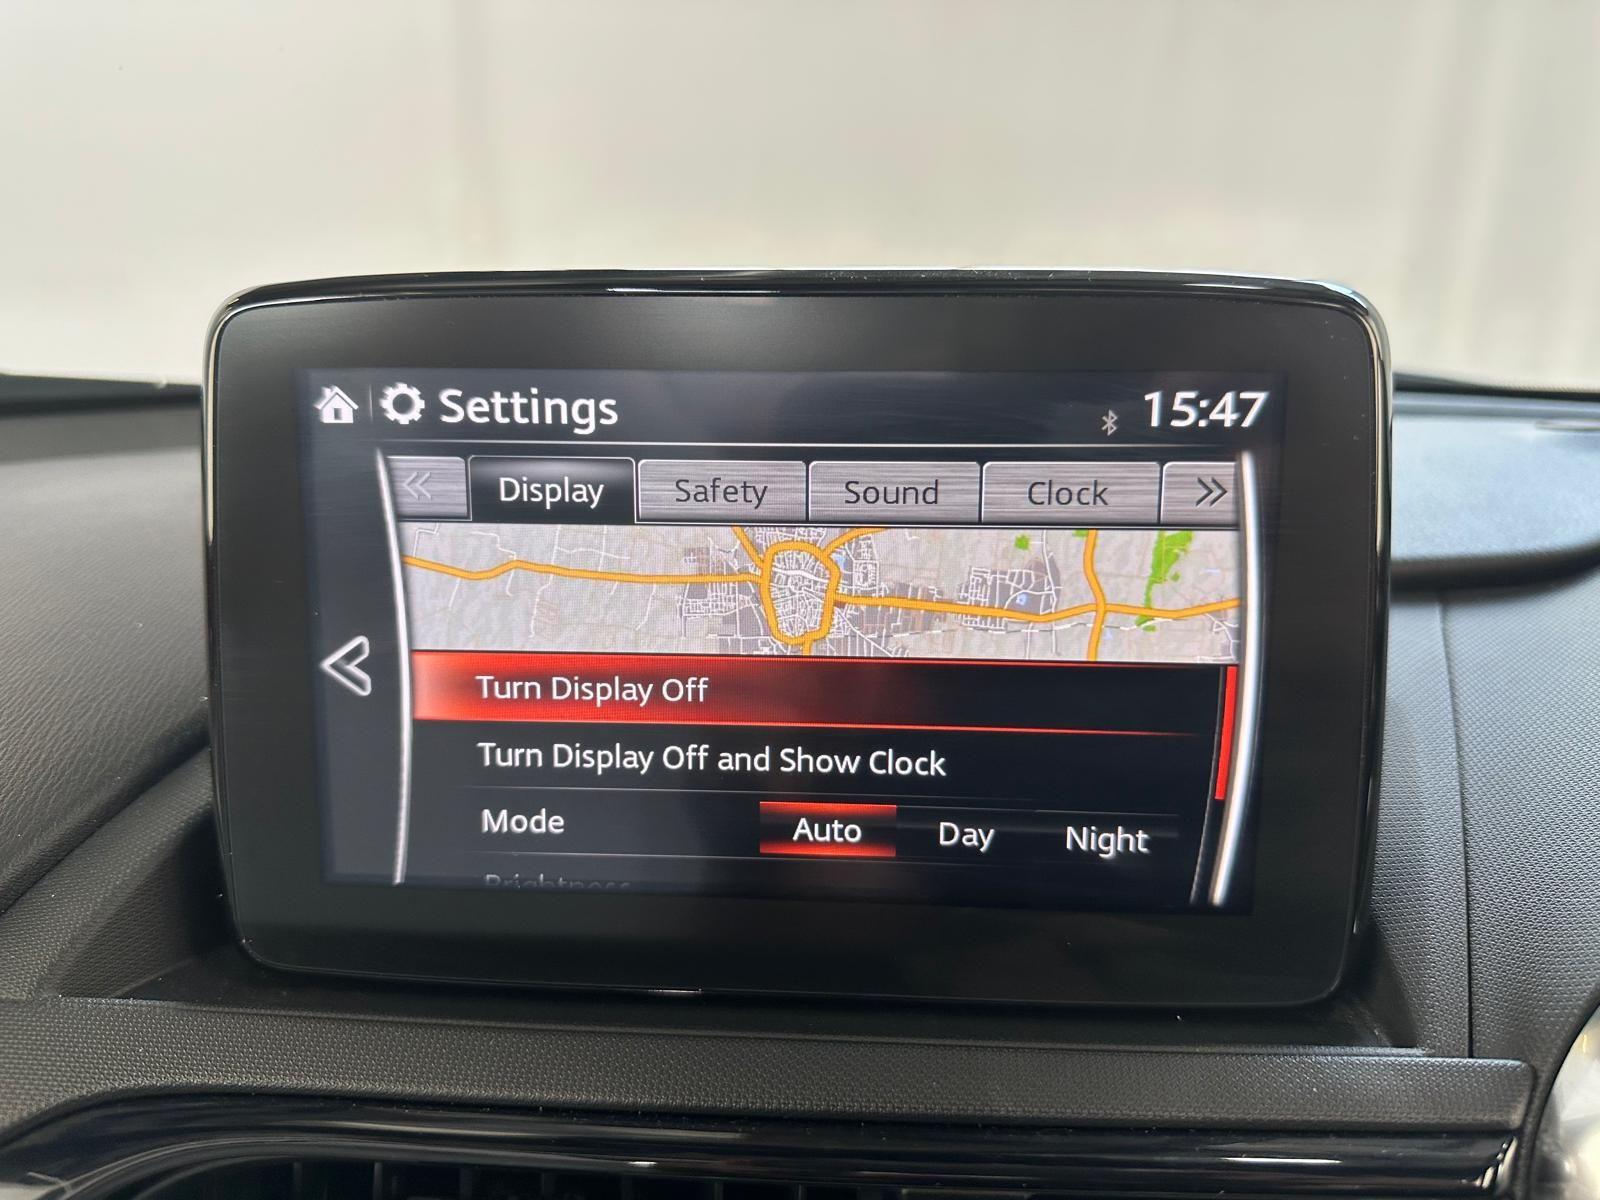 Settings
15:47
Display Safety Sound Clock
Turn Display Off
Turn Display Off and Show Clock
Mode Auto Day Night
Brightness